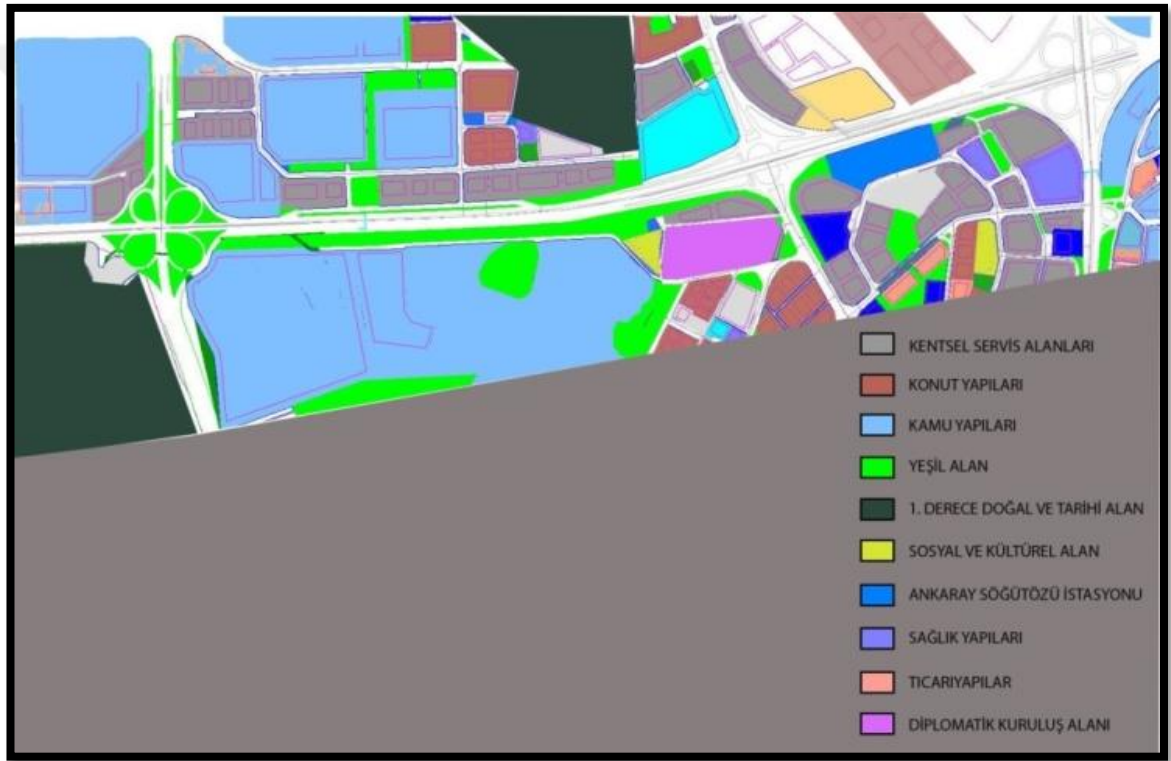 KENTSEL SERVİS ALANLARI
KONUT YAPILARI
KAMU YAPILARI
YEŞİL ALAN
1. DERECE DOĞAL VE TARİHİ ALAN
SOSYAL VE KÜLTÜREL ALAN
ANKARAY SÖĞÜTÖZÜ İSTASYONU
SAĞLIK YAPILARI
TICARIYAPILAR
DİPLOMATİK KURULUŞ ALANI